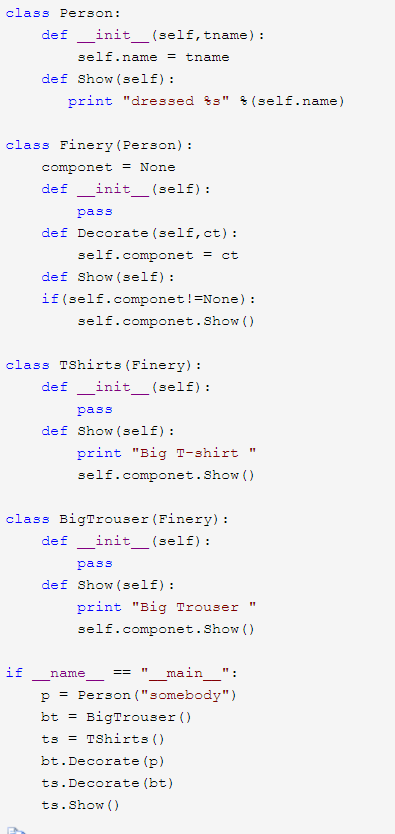 class Person:
    def __init__(self,tname):
        self.name = tname
    def Show(self):
       print "dressed %s" %(self.name)

class Finery(Person):
    componet = None
    def __init__(self):
        pass
    def Decorate(self,ct):
        self.componet = ct
    def Show(self):
    if(self.componet!=None):
        self.componet.Show()

class TShirts(Finery):
    def __init__(self):
        pass
    def Show(self):
        print "Big T-shirt "
        self.componet.Show()

class BigTrouser(Finery):
    def __init__(self):
        pass
    def Show(self):
        print "Big Trouser "
        self.componet.Show()

if __name__ == "__main__":
    p = Person("somebody")
    bt = BigTrouser()
    ts = TShirts()
    bt.Decorate(p)
    ts.Decorate(bt)
    ts.Show()